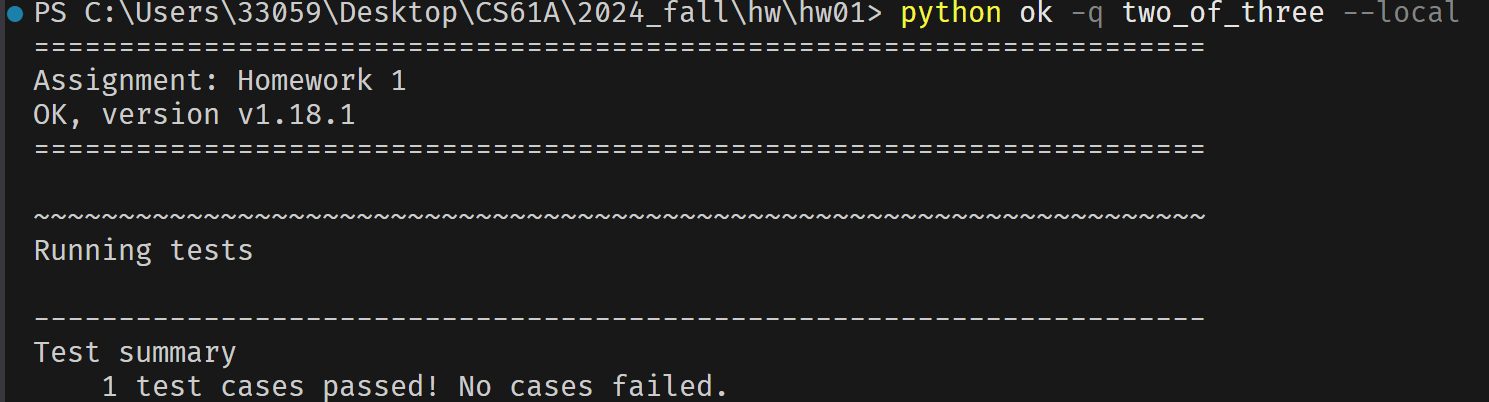 PS C:\Users\33059\Desktop\CS61A\2024_fall\hw\hw01> python ok -q two_of_three --local
=====================================================================
Assignment: Homework 1
OK, version v1.18.1
=====================================================================
~~~~~~~~~~~~~~~~~~~~~~~~~~~~~~~~~~~~~~~~~~~~~~~~~~~~~~~~~~~~~~~~~~~~~
Running tests
---------------------------------------------------------------------
Test summary
    1 test cases passed! No cases failed.